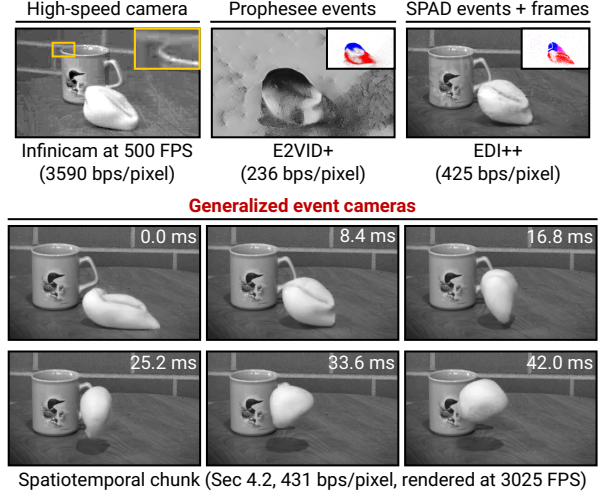 High-speed camera
Prophesee events
SPAD events + frames
Infinicam at 500 FPS
(3590 bps/pixel)
E2VID+
(236 bps/pixel)
EDI++
(425 bps/pixel)
Generalized event cameras
0.0 ms
8.4 ms
16.8 ms
25.2 ms
33.6 ms
42.0 ms
Spatiotemporal chunk (Sec 4.2, 431 bps/pixel, rendered at 3025 FPS)